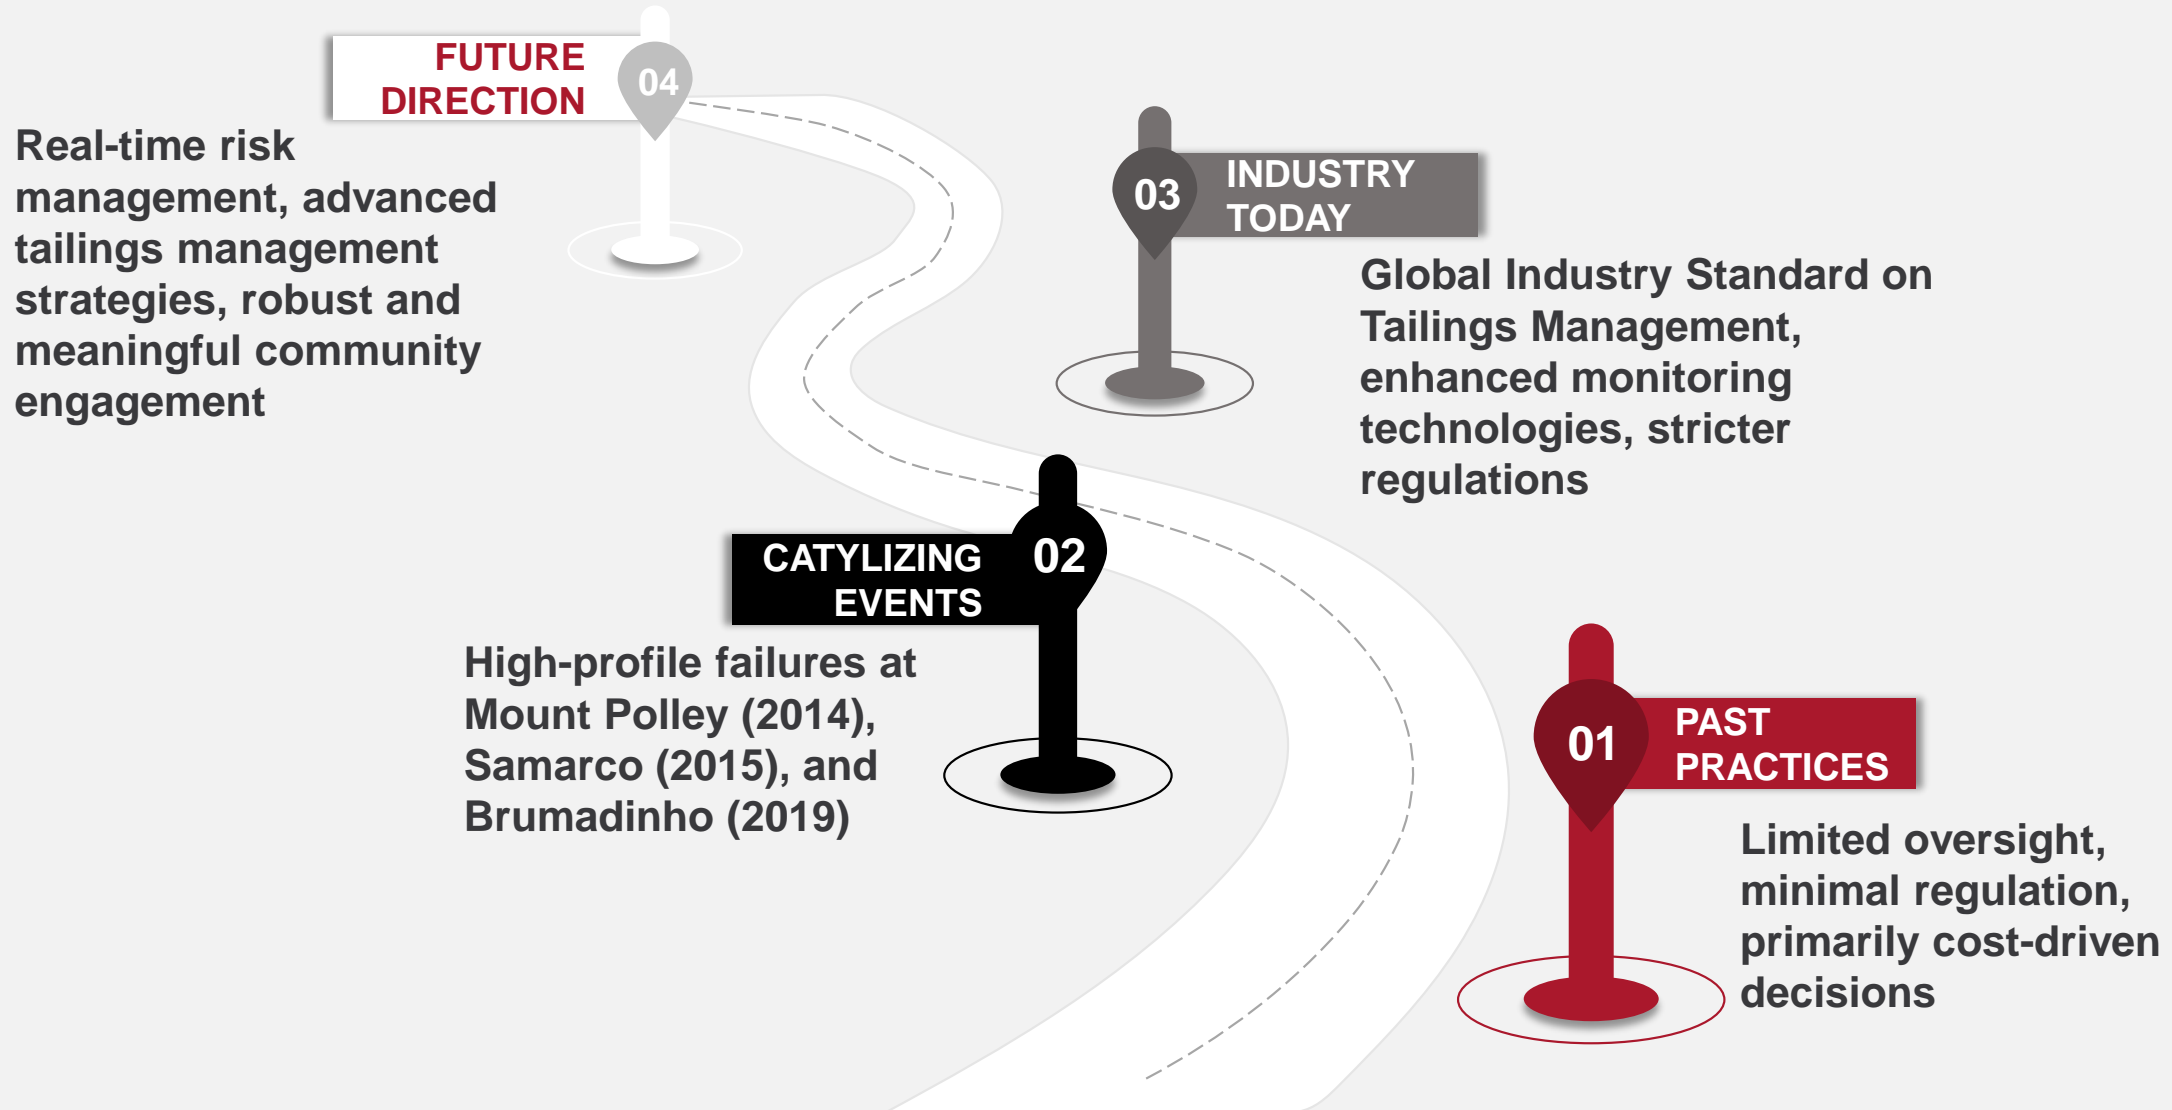 FUTURE
DIRECTION
04
Real-time risk
management, advanced
tailings management
strategies, robust and
meaningful community
engagement
03
INDUSTRY
TODAY
Global Industry Standard on
Tailings Management,
enhanced monitoring
technologies, stricter
regulations
CATYLIZING
EVENTS
02
High-profile failures at
Mount Polley (2014),
Samarco (2015), and
Brumadinho (2019)
01
PAST
PRACTICES
Limited oversight,
minimal regulation,
primarily cost-driven
decisions